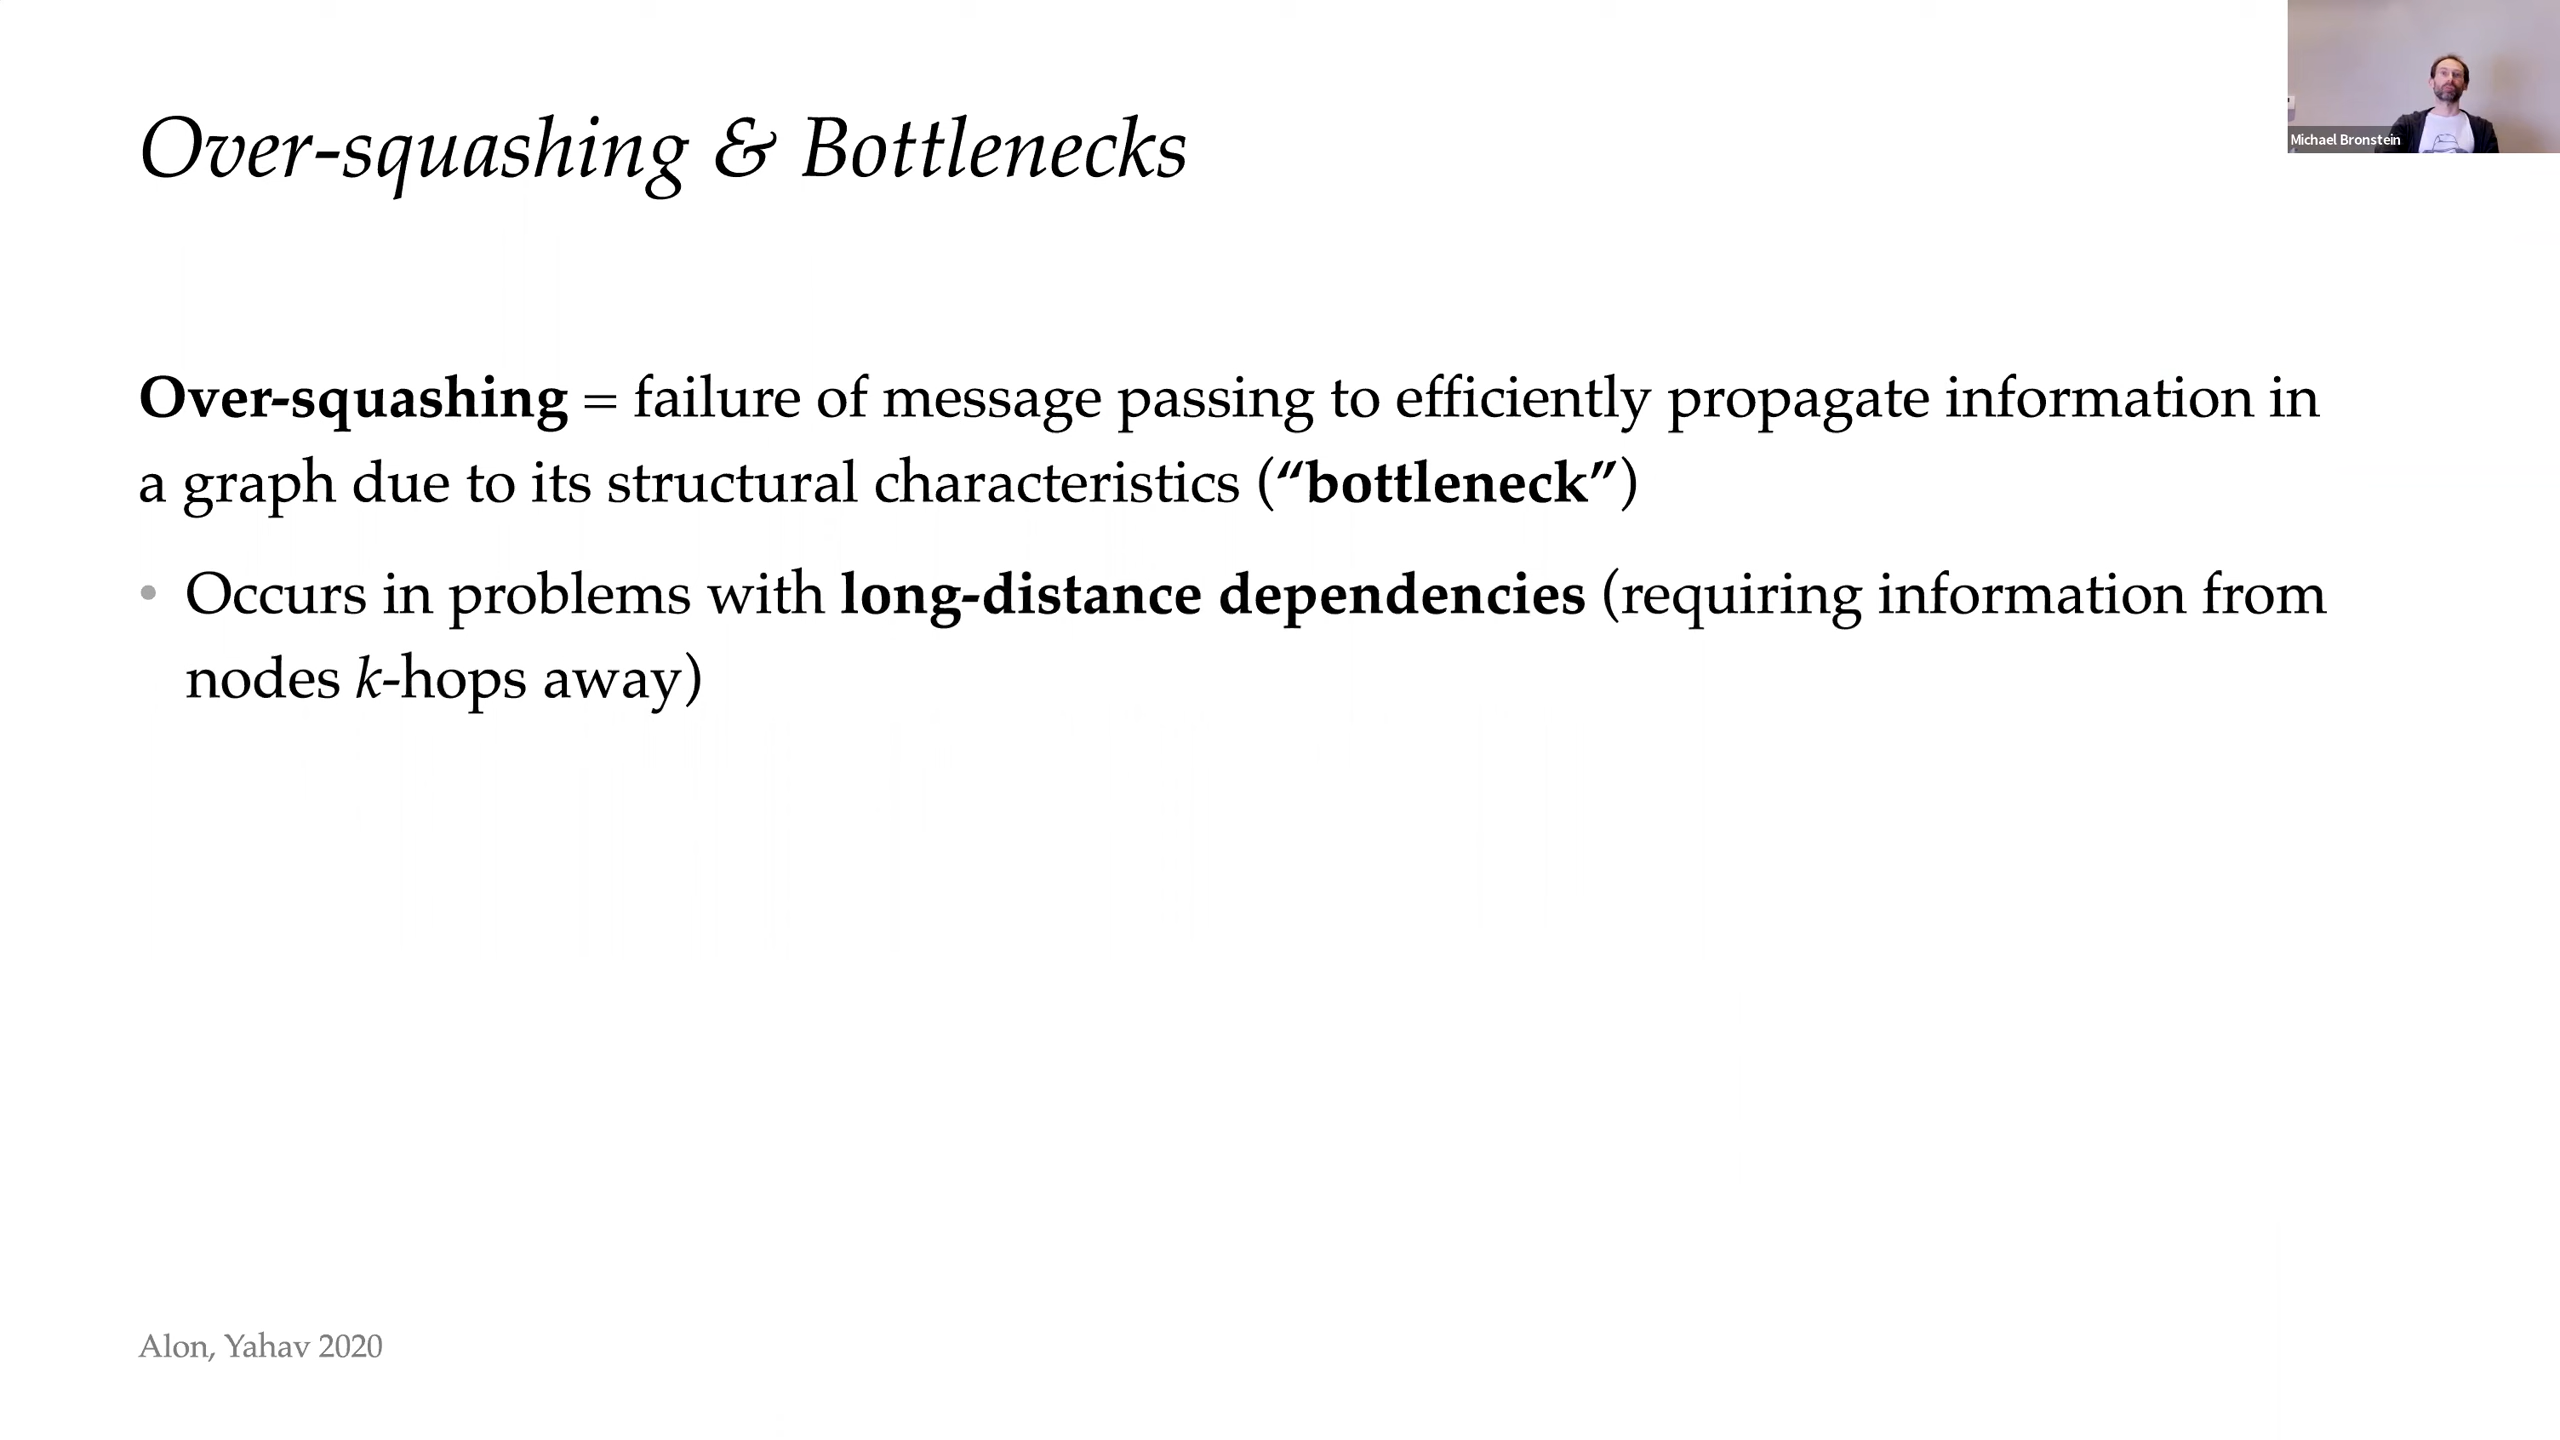 Over-squashing & Bottlenecks
Michael Bronstein
Over-squashing = failure of message passing to efficiently propagate information in
a graph due to its structural characteristics (“bottleneck”)
• Occurs in problems with long-distance dependencies (requiring information from
nodes k-hops away)
Alon, Yahav 2020